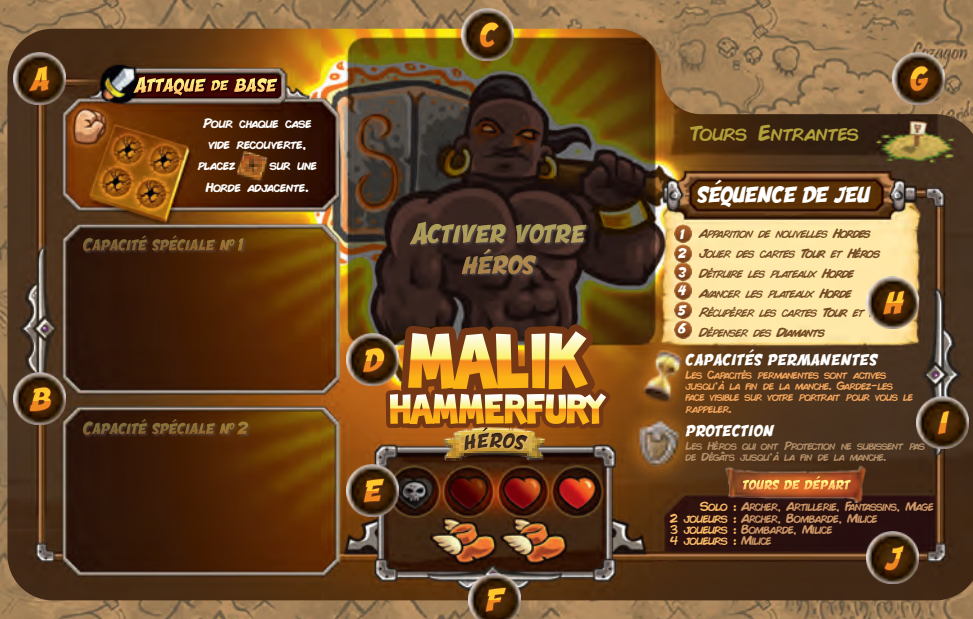 C
A
G
Cozagon
ATTAQUE DE BASE
POUR CHAQUE CASE
VIDE RECOUVERTE,
PLACEZ SUR UNE
HORDE ADJACENTE.
CAPACITÉ SPÉCIALE Nº 1
B
CAPACITÉ SPÉCIALE Nº 2
S
ACTIVER VOTRE
HÉROS
D
MALIK
HAMMERFURY
HÉROS
E
F
TOURS ENTRANTES
SÉQUENCE DE JEU
1 APPARITION DE NOUVELLES HORDES
2 JOUER DES CARTES TOUR ET HÉROS
3 DÉTRUIRE LES PLATEAUX HORDE
4 AVANCER LES PLATEAUX HORDE
5 RÉCUPÉRER LES CARTES TOUR ET
6 DÉPENSER DES DIAMANTS
H
CAPACITÉS PERMANENTES
LES CAPACITÉS PERMANENTES SONT ACTIVES
JUSQU'À LA FIN DE LA MANCHE. GARDEZ-LES
FACE VISIBLE SUR VOTRE PORTRAIT POUR VOUS LE
RAPPELER.
I
PROTECTION
LES HÉROS QUI ONT PROTECTION NE SUBISSENT PAS
DE DÉGÂTS JUSQU'À LA FIN DE LA MANCHE.
TOURS DE DÉPART
SOLO : ARCHER, ARTILLERIE, FANTASSINS, MAGE
2 JOUEURS : ARCHER, BOMBARDE, MILICE
3 JOUEURS : BOMBARDE, MILICE
4 JOUEURS : MILICE
J